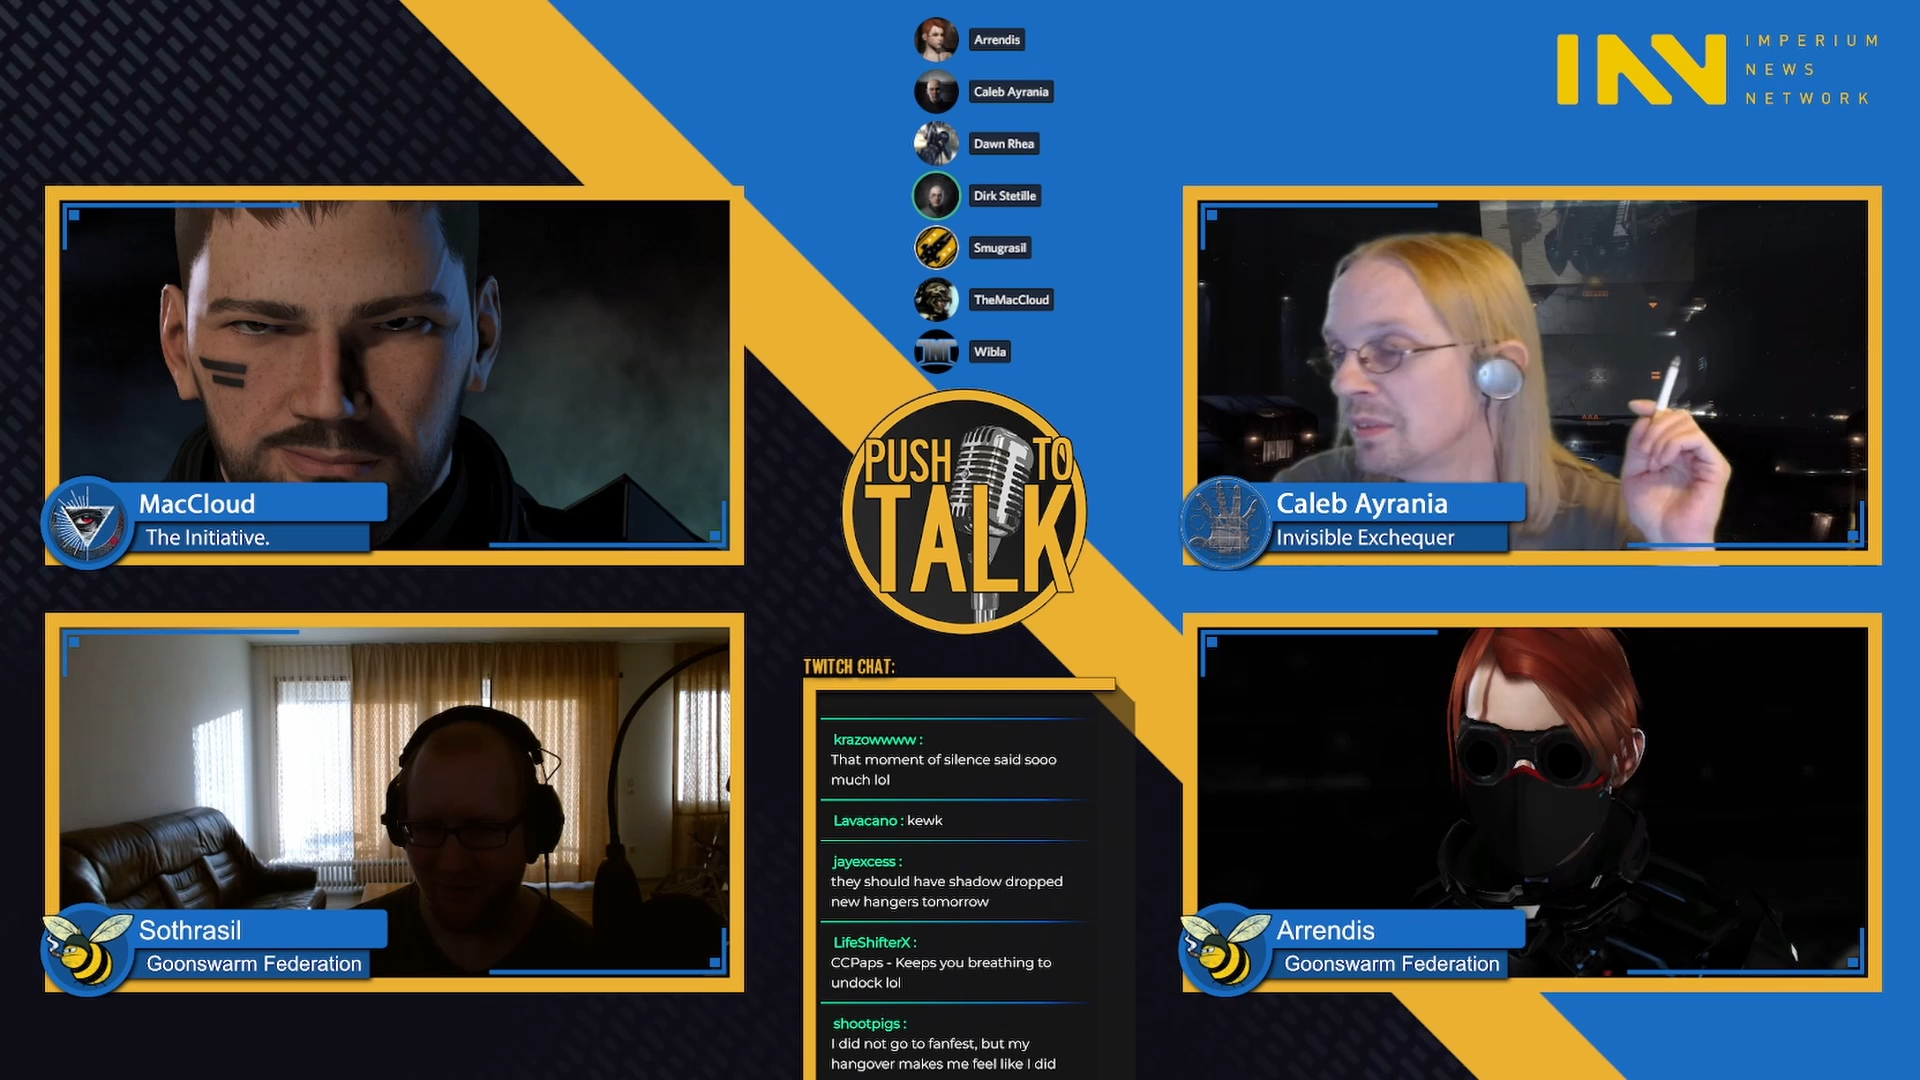 Arrendis
Caleb Ayrania
Dawn Rhea
Dirk Stetille
Smugrasil
TheMacCloud
Wibla
INN
IMPERIUM
NEWS
NETWORK
MacCloud
The Initiative.
PUSH TO
TALK
Caleb Ayrania
Invisible Exchequer
Sothrasil
Goonswarm Federation
TWITCH CHAT:
krazowwww :
That moment of silence said sooo
much lol
Lavacano : kewk
jayexcess :
they should have shadow dropped
new hangers tomorrow
LifeShifterX :
CCPaps - Keeps you breathing to
undock lol
shootpigs :
I did not go to fanfest, but my
hangover makes me feel like I did
Arrendis
Goonswarm Federation